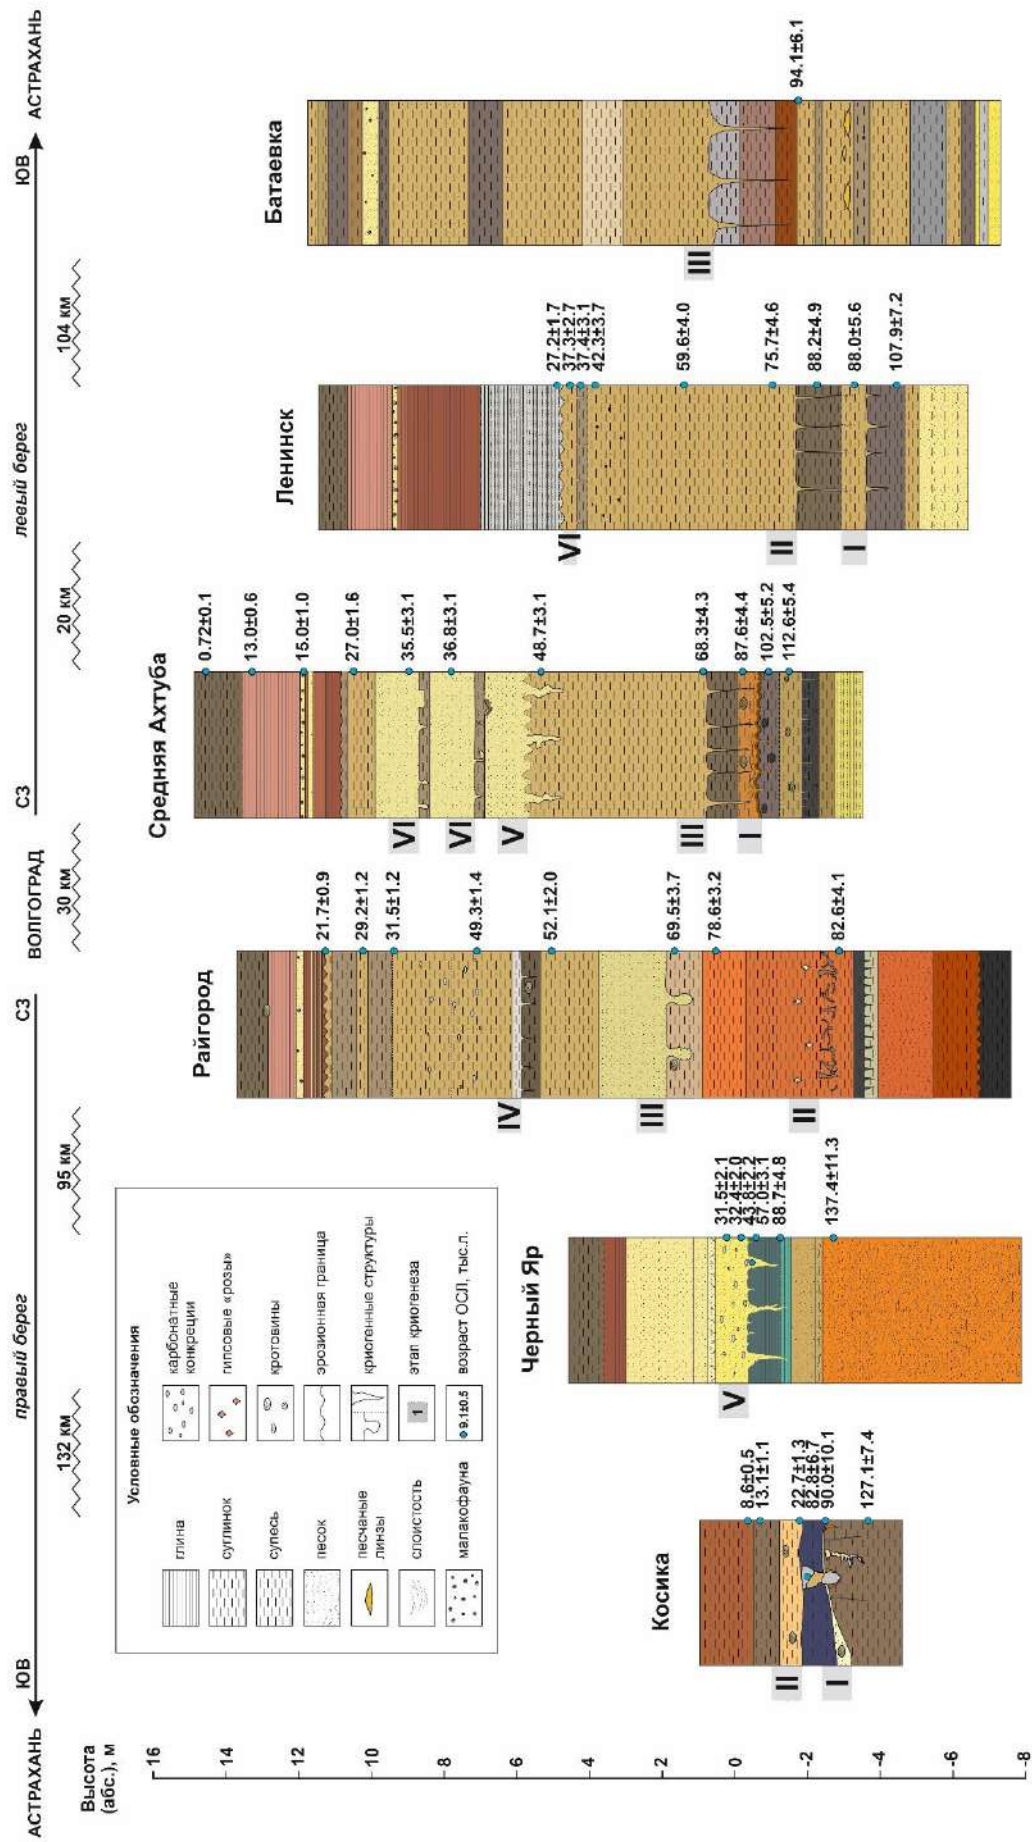 АСТРАХАНЬ
ЮВ
правый берег
СЗ
ВОЛГОГРАД
СЗ
левый берег
ЮВ
АСТРАХАНЬ
132 км
95 км
30 км
20 км
104 км
Высота
(абс.), м
16
14
12
10
8
6
4
2
0
-2
-4
-6
-8
Условные обозначения
глина
суглинок
супесь
песок
песчаные
линзы
слоистость
малакофауна
карбонатные
конкреции
гипсовые «розы»
кротовины
эрозионная граница
криогенные структуры
1
этап криогенеза
9.1±0.5
возраст ОСЛ, тыс.л.
Косика
8.6±0.5
13.1±1.1
22.7±1.3
82.8±6.7
90.0±10.1
127.1±7.4
II
I
Черный Яр
31.5±2.1
32.4±2.0
43.8±2.2
57.0±3.1
88.7±4.8
137.4±11.3
V
Райгород
21.7±0.9
29.2±1.2
31.5±1.2
49.3±1.4
52.1±2.0
69.5±3.7
78.6±3.2
82.6±4.1
IV
III
II
Средняя Ахтуба
0.72±0.1
13.0±0.6
15.0±1.0
27.0±1.6
35.5±3.1
36.8±3.1
48.7±3.1
68.3±4.3
87.6±4.4
102.5±5.2
112.6±5.4
VI
VI
V
III
I
Ленинск
27.2±1.7
37.3±2.7
37.4±3.1
42.3±3.7
59.6±4.0
75.7±4.6
88.2±4.9
88.0±5.6
107.9±7.2
VI
II
I
Батаевка
94.1±6.1
III